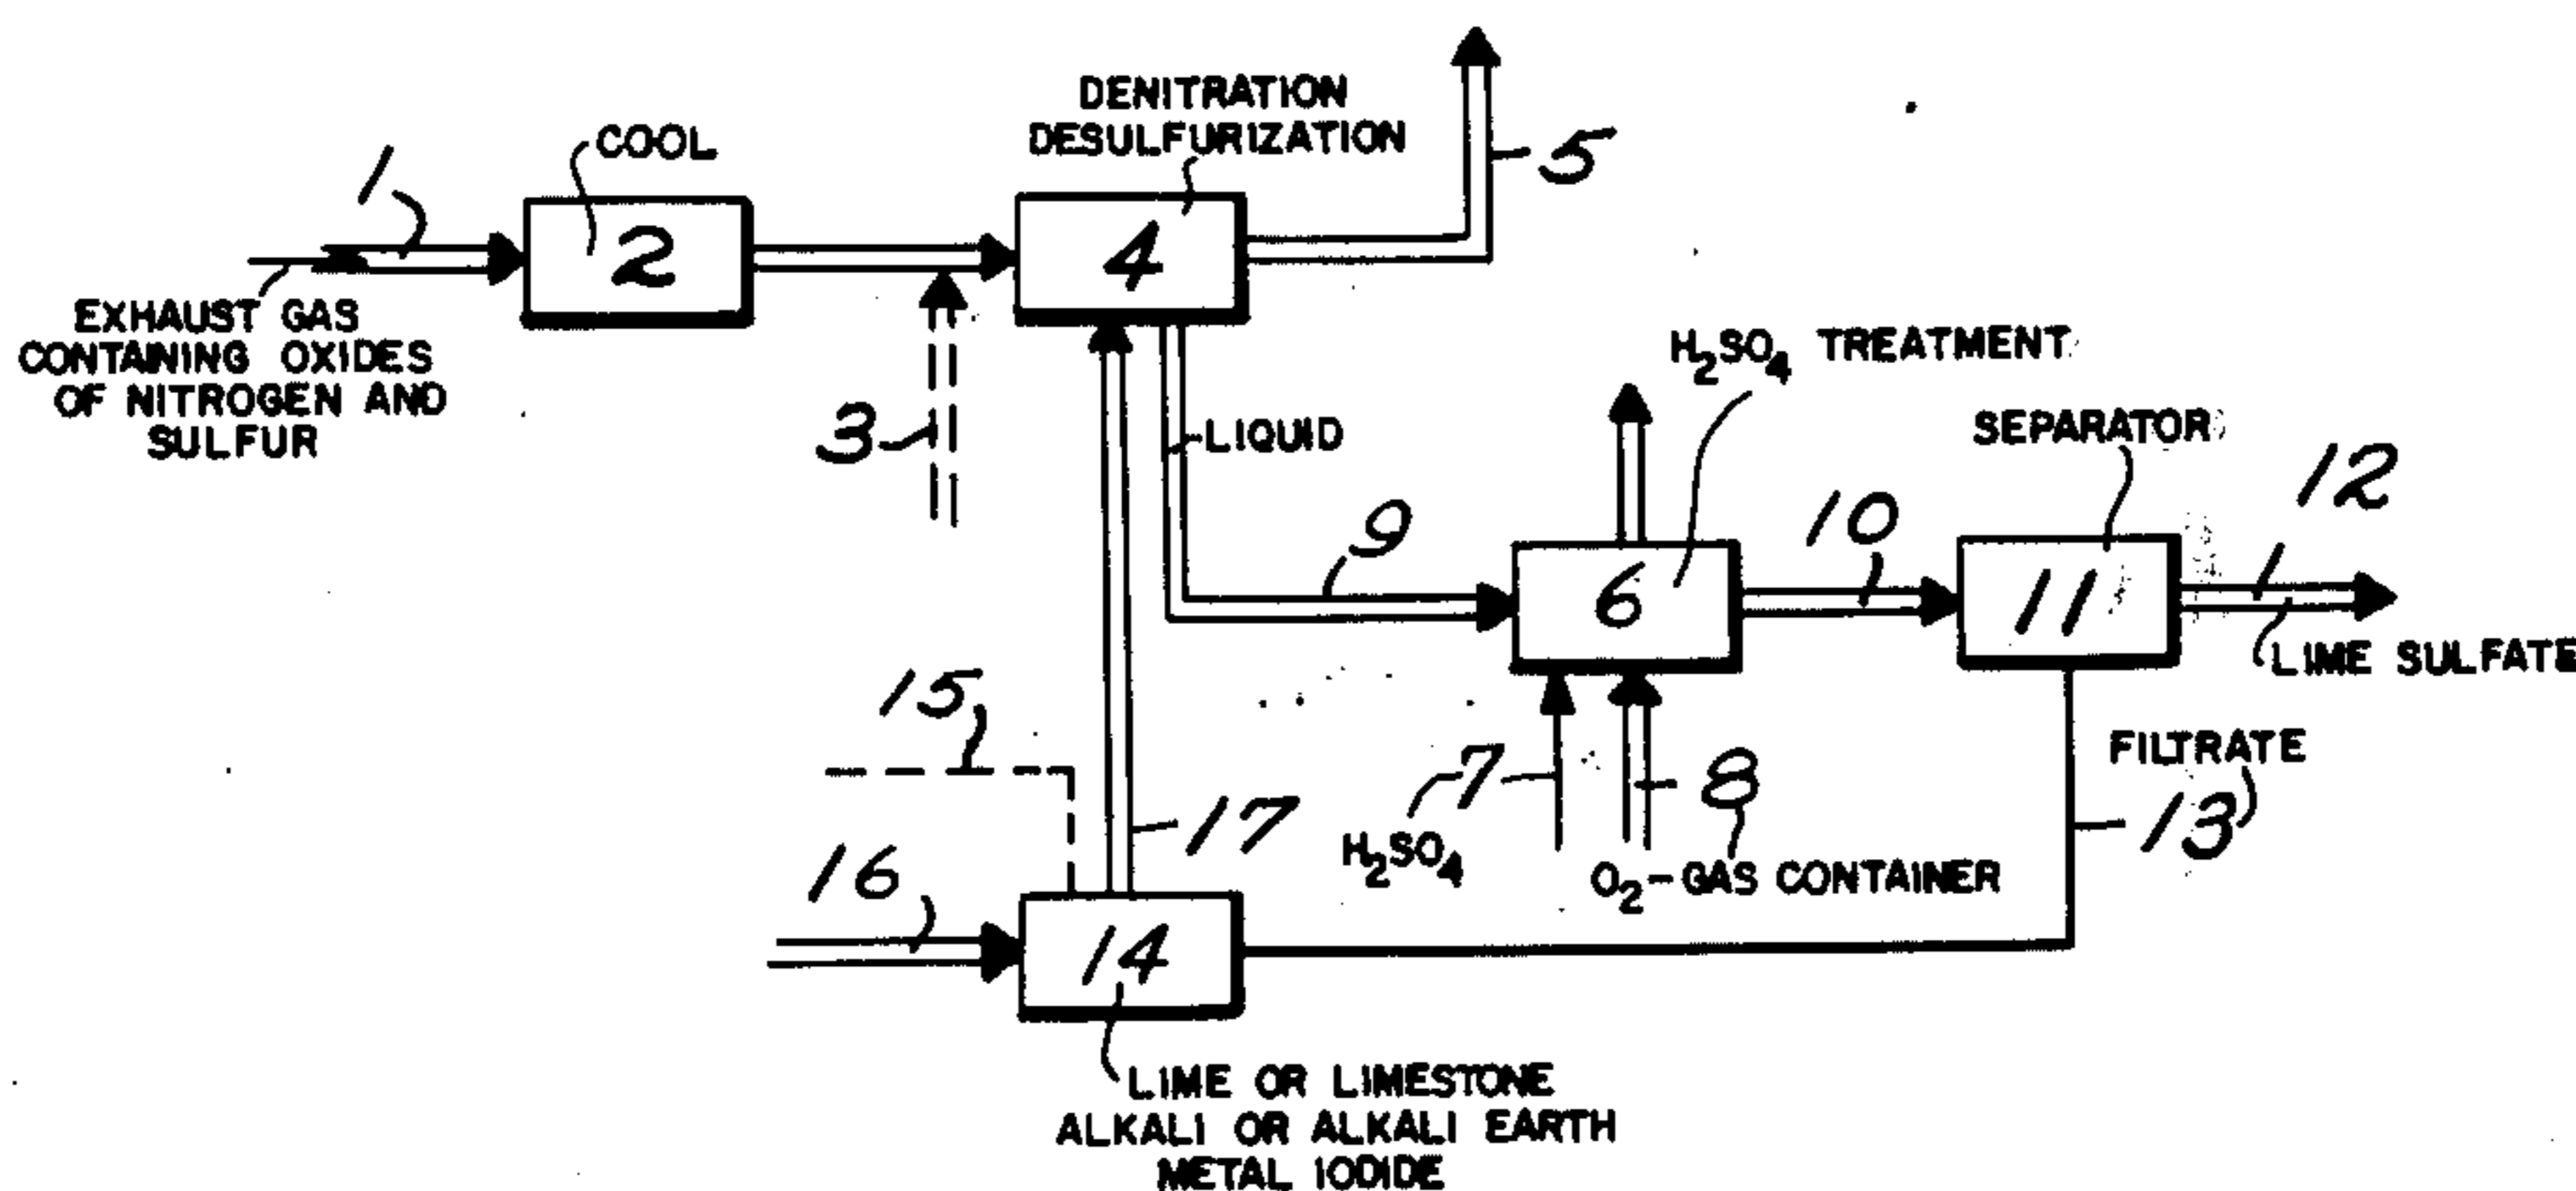 DENITRATION
DESULFURIZATION
COOL
1
2
4
5
EXHAUST GAS
CONTAINING OXIDES
OF NITROGEN AND
SULFUR
3
LIQUID
H2SO4 TREATMENT
SEPARATOR
9
10
12
6
11
LIME SULFATE
15
17
7
8
H2SO4
O2-GAS CONTAINER
FILTRATE
13
16
14
LIME OR LIMESTONE
ALKALI OR ALKALI EARTH
METAL IODIDE